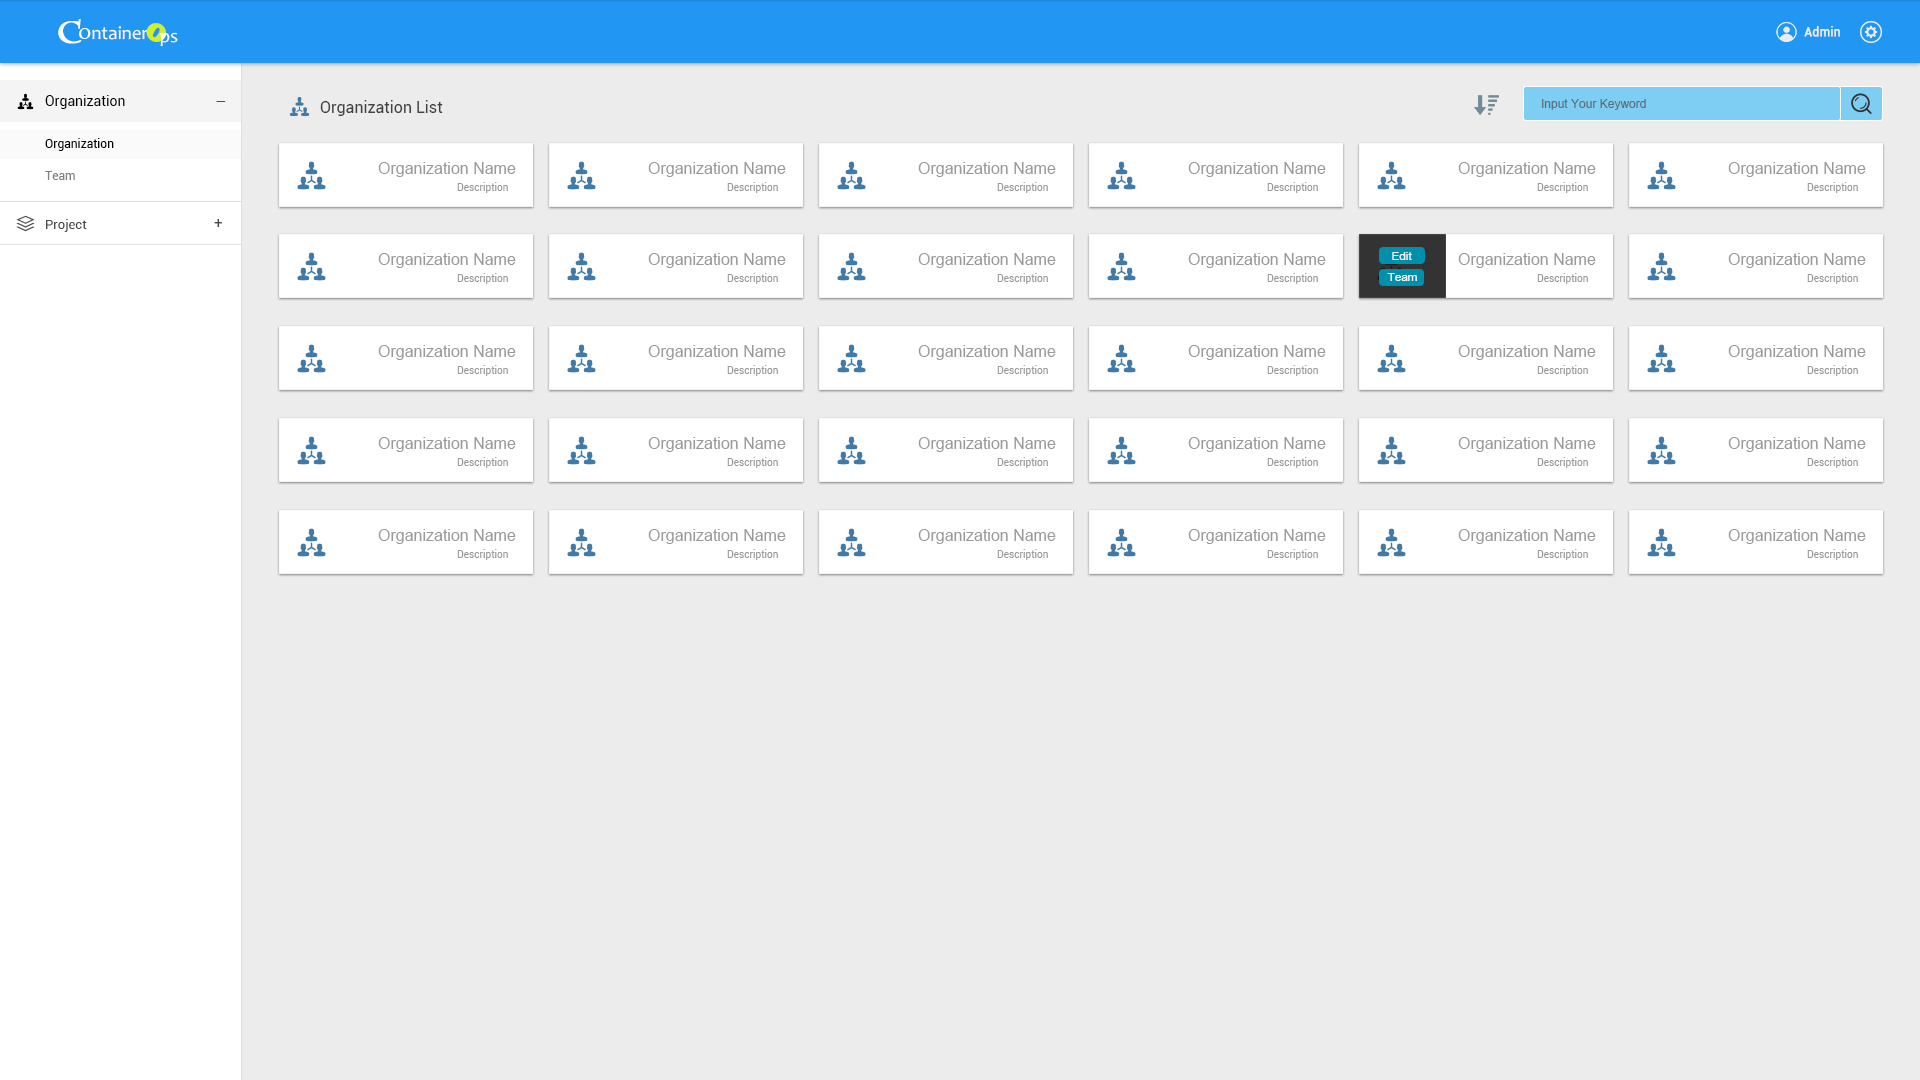 ContainerOps
Admin
Organization –
Organization
Team
Project +
Organization List
Input Your Keyword
Organization Name Organization Name Organization Name Organization Name Organization Name Organization Name
Description Description Description Description Description Description
Edit
Team
Organization Name Organization Name Organization Name Organization Name Organization Name Organization Name
Description Description Description Description Description Description
Organization Name Organization Name Organization Name Organization Name Organization Name Organization Name
Description Description Description Description Description Description
Organization Name Organization Name Organization Name Organization Name Organization Name Organization Name
Description Description Description Description Description Description
Organization Name Organization Name Organization Name Organization Name Organization Name Organization Name
Description Description Description Description Description Description